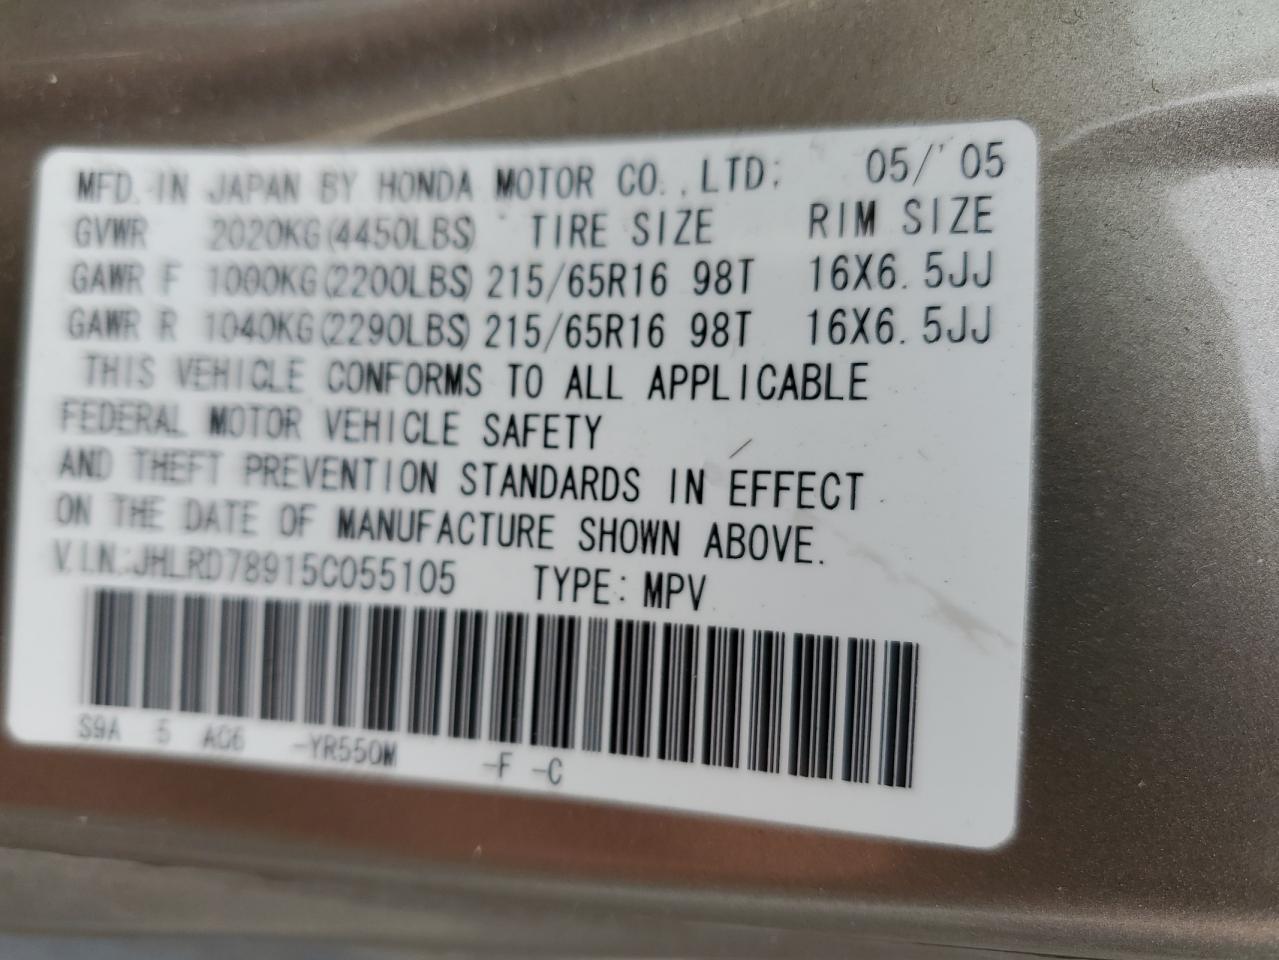 MFD. IN JAPAN BY HONDA MOTOR CO.,LTD. 05/'05
GVWR 2020KG(4450LBS) TIRE SIZE RIM SIZE
GAWR F 1000KG(2200LBS) 215/65R16 98T 16X6.5JJ
GAWR R 1040KG(2290LBS) 215/65R16 98T 16X6.5JJ
THIS VEHICLE CONFORMS TO ALL APPLICABLE
FEDERAL MOTOR VEHICLE SAFETY
AND THEFT PREVENTION STANDARDS IN EFFECT
ON THE DATE OF MANUFACTURE SHOWN ABOVE.
V.I.N.:JHLRD78915C055105 TYPE: MPV
S9A 5 AC6 -YR550M -F -C